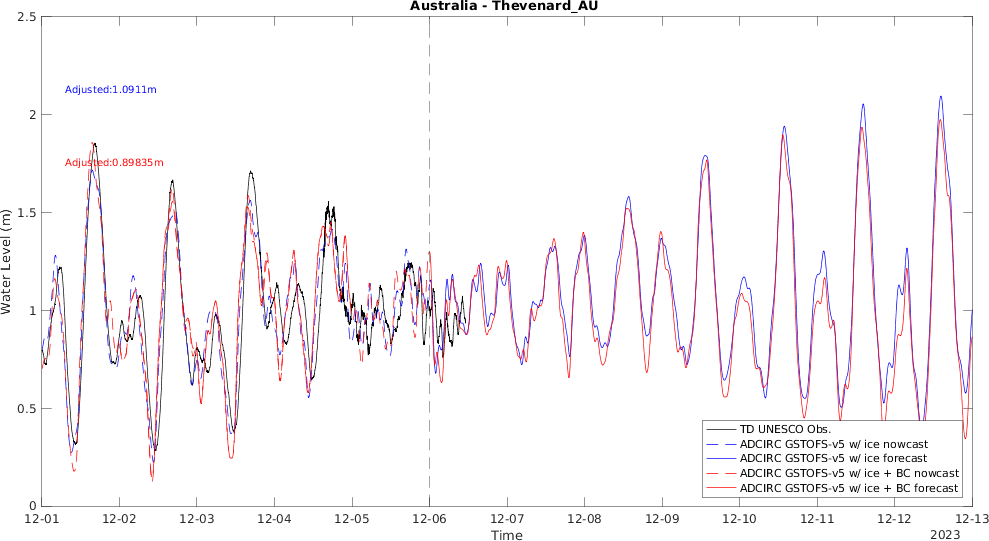 Australia - Thevenard_AU
2.5
2
1.5
1
0.5
0
Water Level (m)
Adjusted:1.0911m
Adjusted:0.89835m
TD UNESCO Obs.
ADCIRC GSTOFS-v5 w/ ice nowcast
ADCIRC GSTOFS-v5 w/ ice forecast
ADCIRC GSTOFS-v5 w/ ice + BC nowcast
ADCIRC GSTOFS-v5 w/ ice + BC forecast
12-01 12-02 12-03 12-04 12-05 12-06 12-07 12-08 12-09 12-10 12-11 12-12 12-13
Time
2023